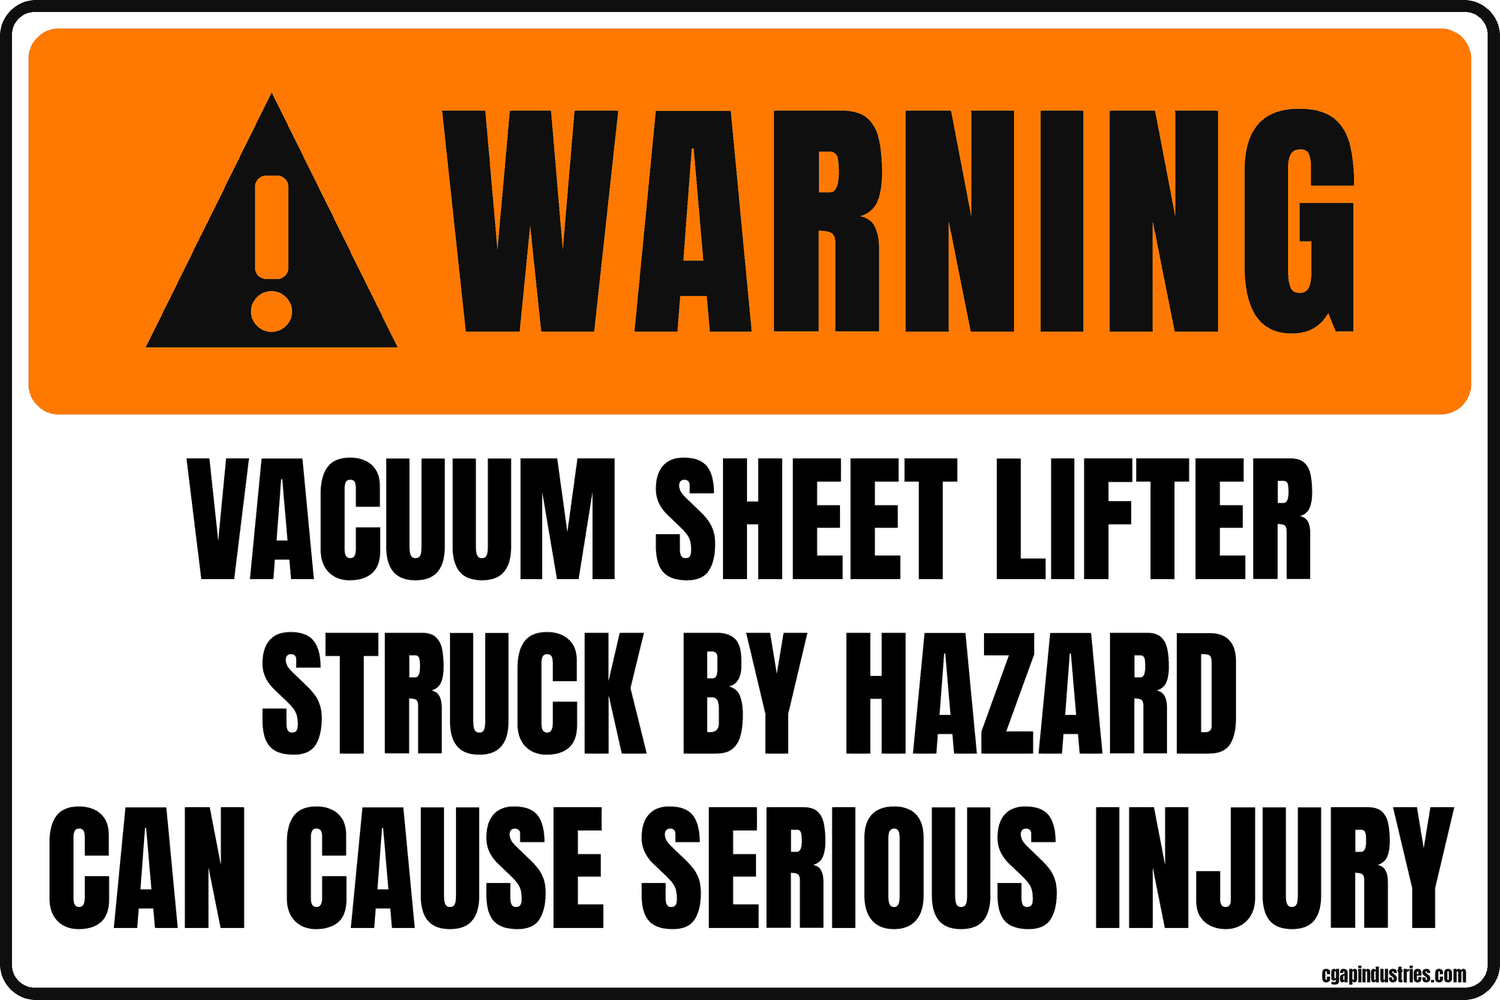 WARNING
VACUUM SHEET LIFTER
STRUCK BY HAZARD
CAN CAUSE SERIOUS INJURY
cgapindustries.com